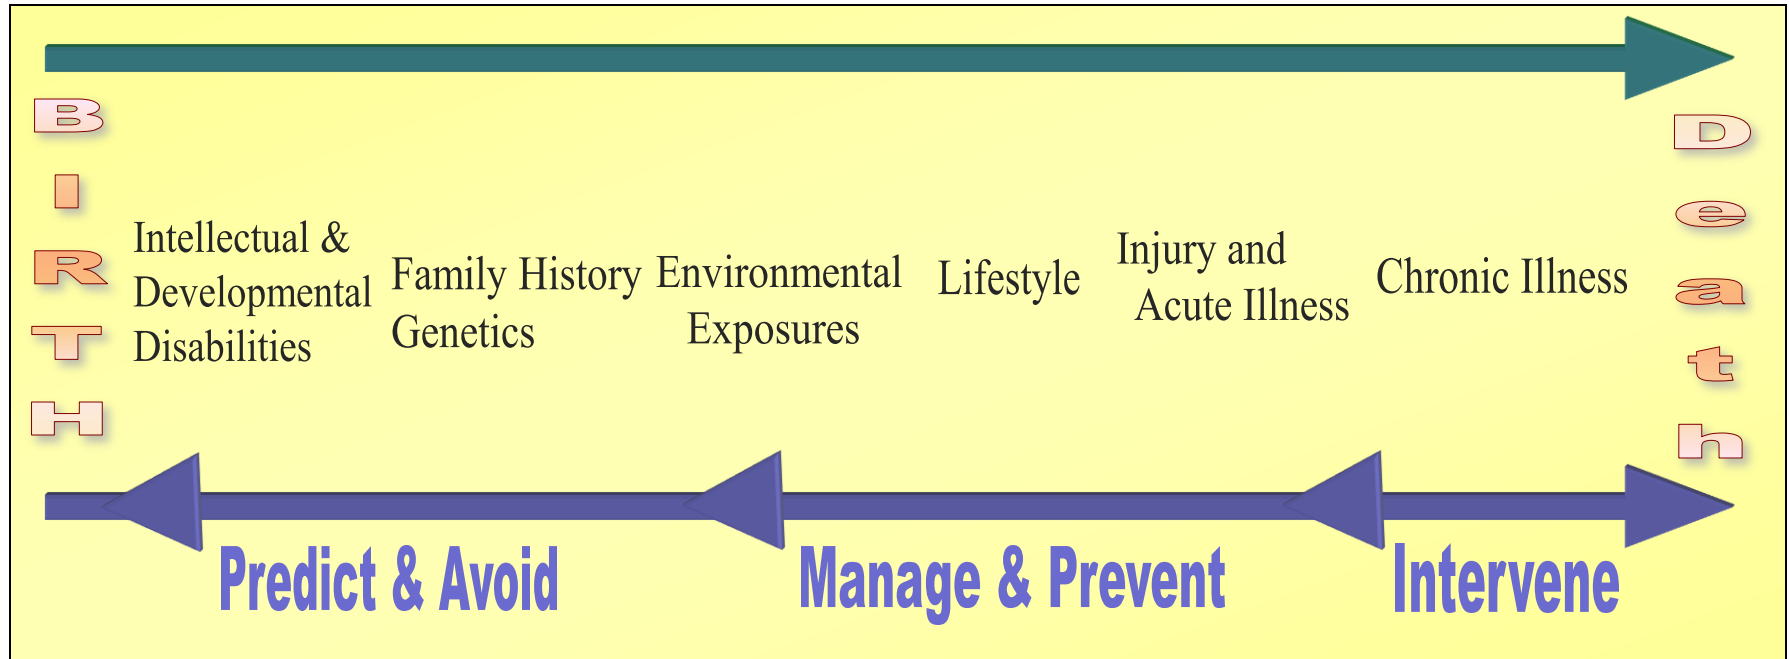 BIRTH
Intellectual &
Developmental
Disabilities
Family History
Genetics
Environmental
Exposures
Lifestyle
Injury and
Acute Illness
Chronic Illness
Death
Predict & Avoid
Manage & Prevent
Intervene